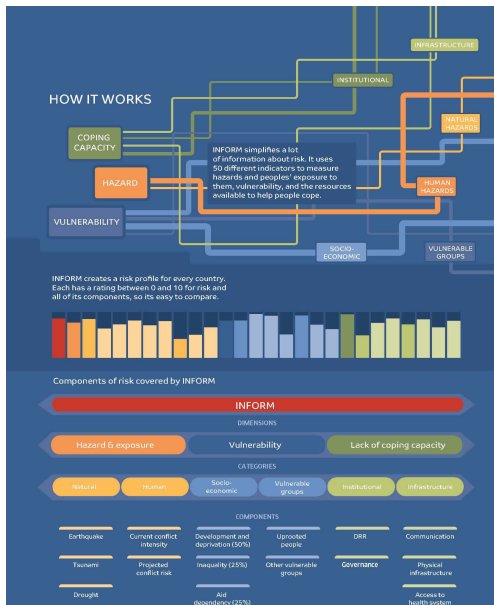 INFRASTRUCTURE
INSTITUTIONAL
HOW IT WORKS
NATURAL
HAZARDS
COPING
CAPACITY
INFORM simplifies a lot
of information about risk. It uses
50 different indicators to measure
hazards and peoples' exposure to
them, vulnerability, and the resources
available to help people cope.
HAZARD
HUMAN
HAZARDS
VULNERABILITY
SOCIO-
ECONOMIC
VULNERABLE
GROUPS
INFORM creates a risk profile for every country.
Each has a rating between 0 and 10 for risk and
all of its components, so its easy to compare.
Components of risk covered by INFORM
INFORM
DIMENSIONS
Hazard & exposure
Vulnerability
Lack of coping capacity
CATEGORIES
Natural
Human
Socio-
economic
Vulnerable
groups
Institutional
Infrastructure
COMPONENTS
Earthquake
Current conflict
intensity
Development and
deprivation (50%)
Uprooted
people
DRR
Communication
Tsunami
Projected
conflict risk
Inaquality (25%)
Other vulnerable
groups
Governance
Physical
infrastructure
Drought
Aid
dependency (25%)
Access to
health system